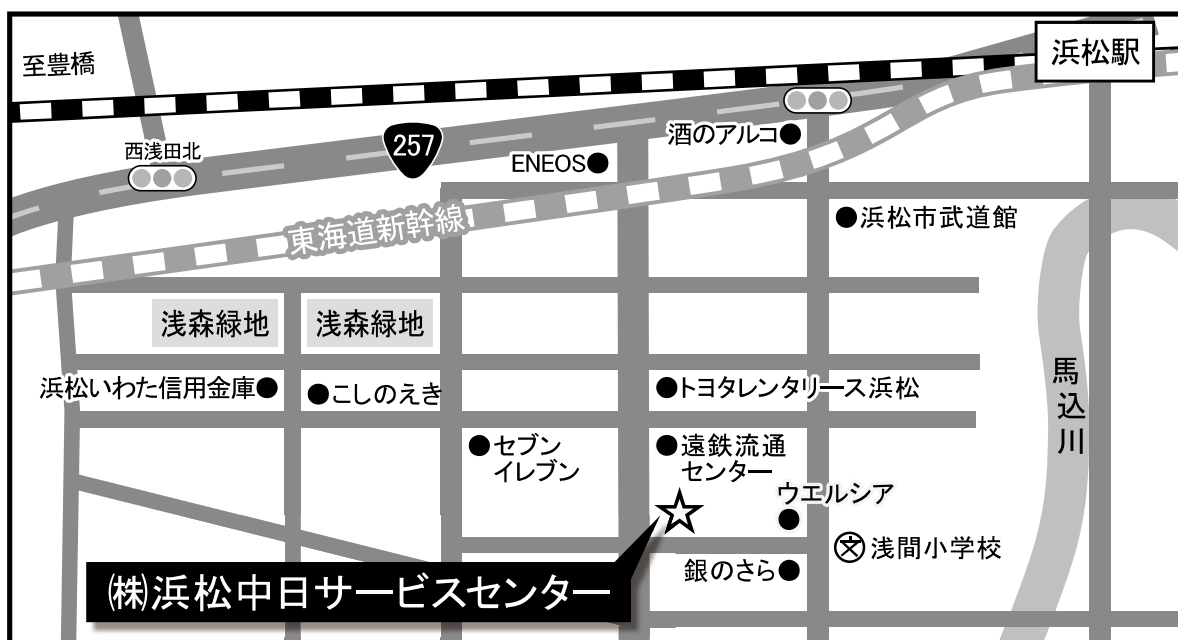 至豊橋
浜松駅
257
酒のアルコ
西浅田北
ENEOS
浜松市武道館
東海道新幹線
浅森緑地
浅森緑地
馬込川
浜松いわた信用金庫
こしのえき
トヨタレンタリース浜松
セブン
イレブン
遠鉄流通
センター
ウエルシア
文
浅間小学校
銀のさら
㈱浜松中日サービスセンター